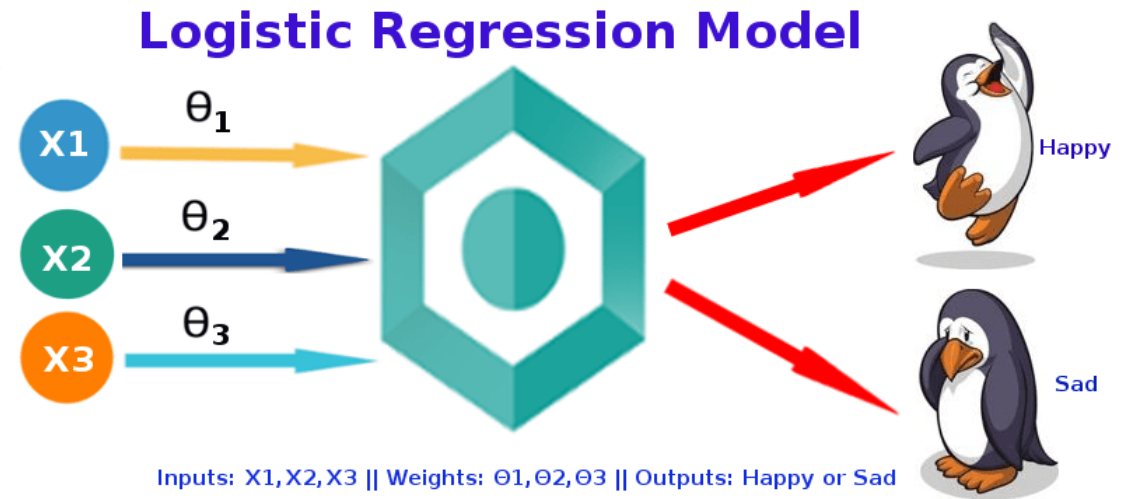 Logistic Regression Model
X1
θ1
X2
θ2
X3
θ3
Happy
Sad
Inputs: X1,X2,X3 || Weights: Θ1,Θ2,Θ3 || Outputs: Happy or Sad